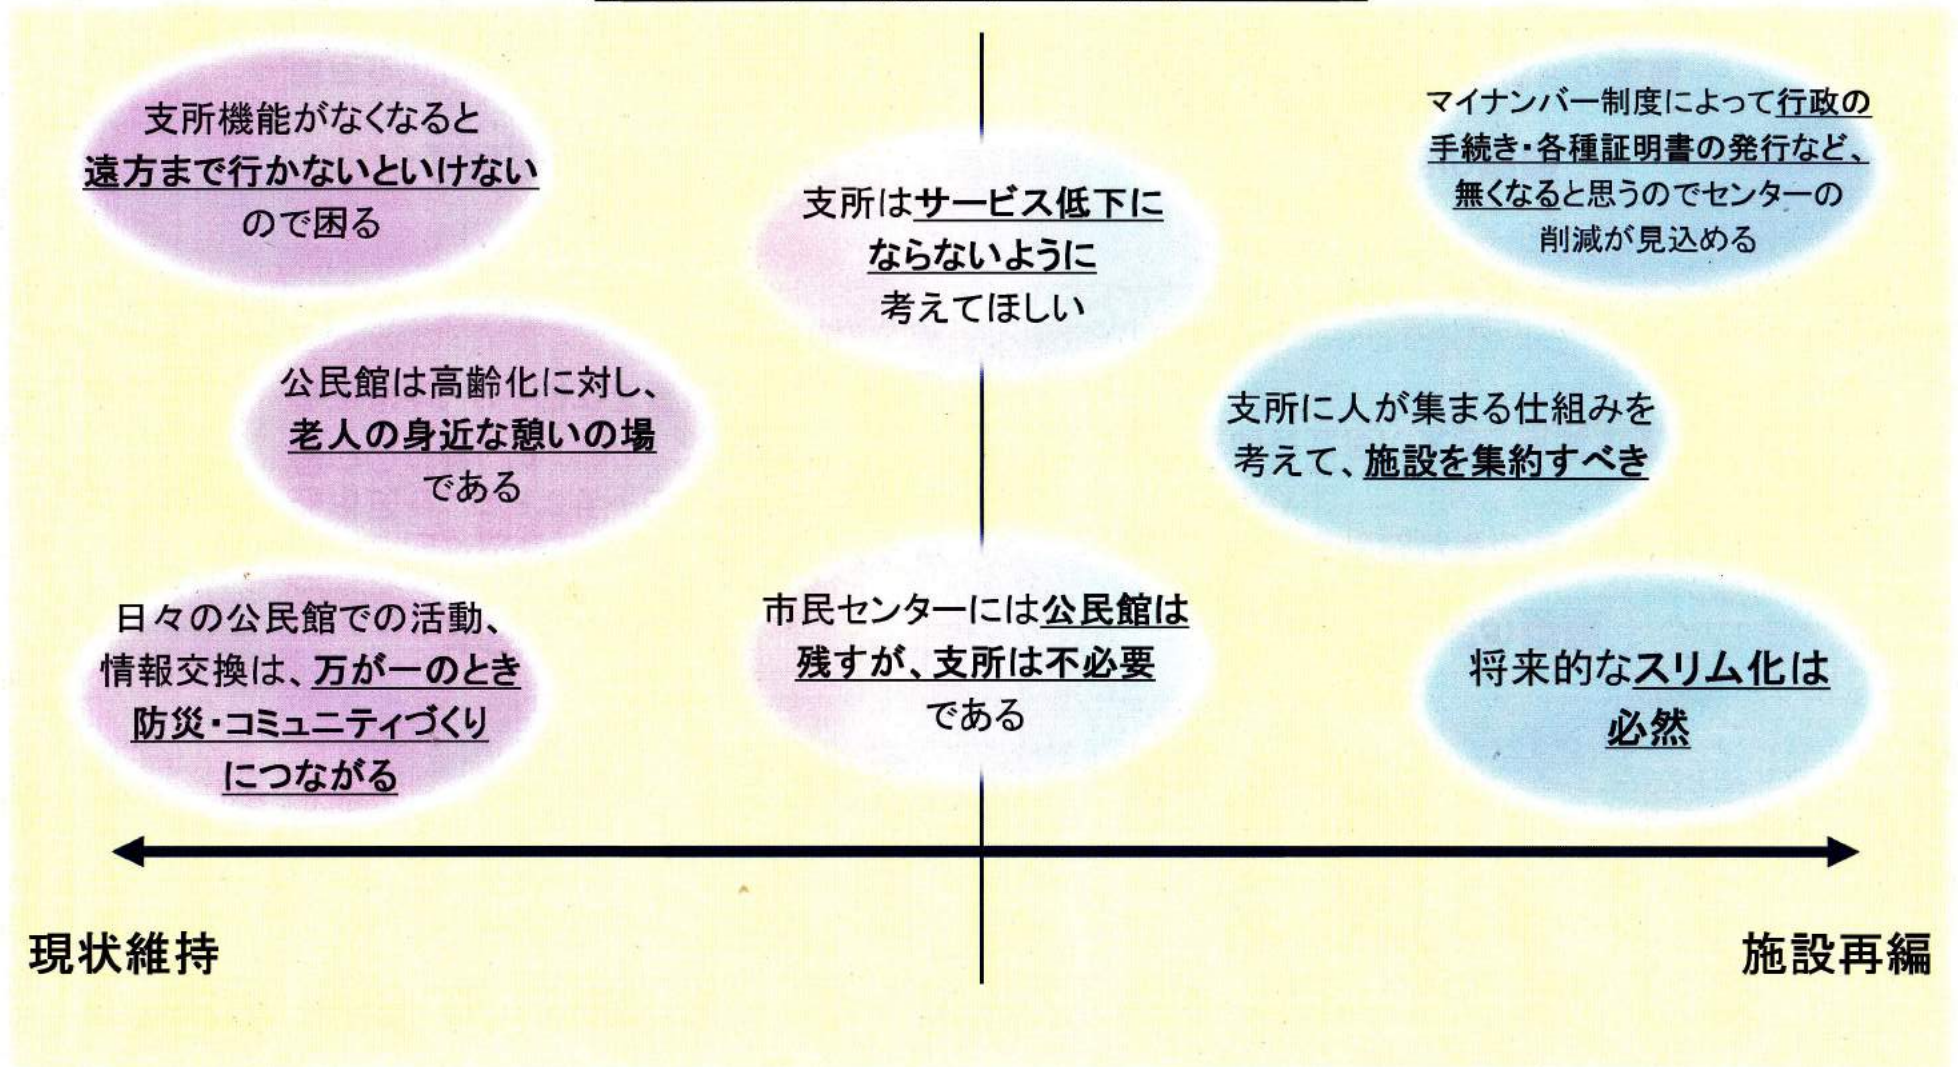 支所機能がなくなると
遠方まで行かないといけない
ので困る
公民館は高齢化に対し、
老人の身近な憩いの場
である
日々の公民館での活動、
情報交換は、万が一のとき
防災・コミュニティづくり
につながる
支所はサービス低下に
ならないように
考えてほしい
市民センターには公民館は
残すが、支所は不必要
である
マイナンバー制度によって行政の
手続き・各種証明書の発行など、
無くなると思うのでセンターの
削減が見込める
支所に人が集まる仕組みを
考えて、施設を集約すべき
将来的なスリム化は
必然
現状維持
施設再編